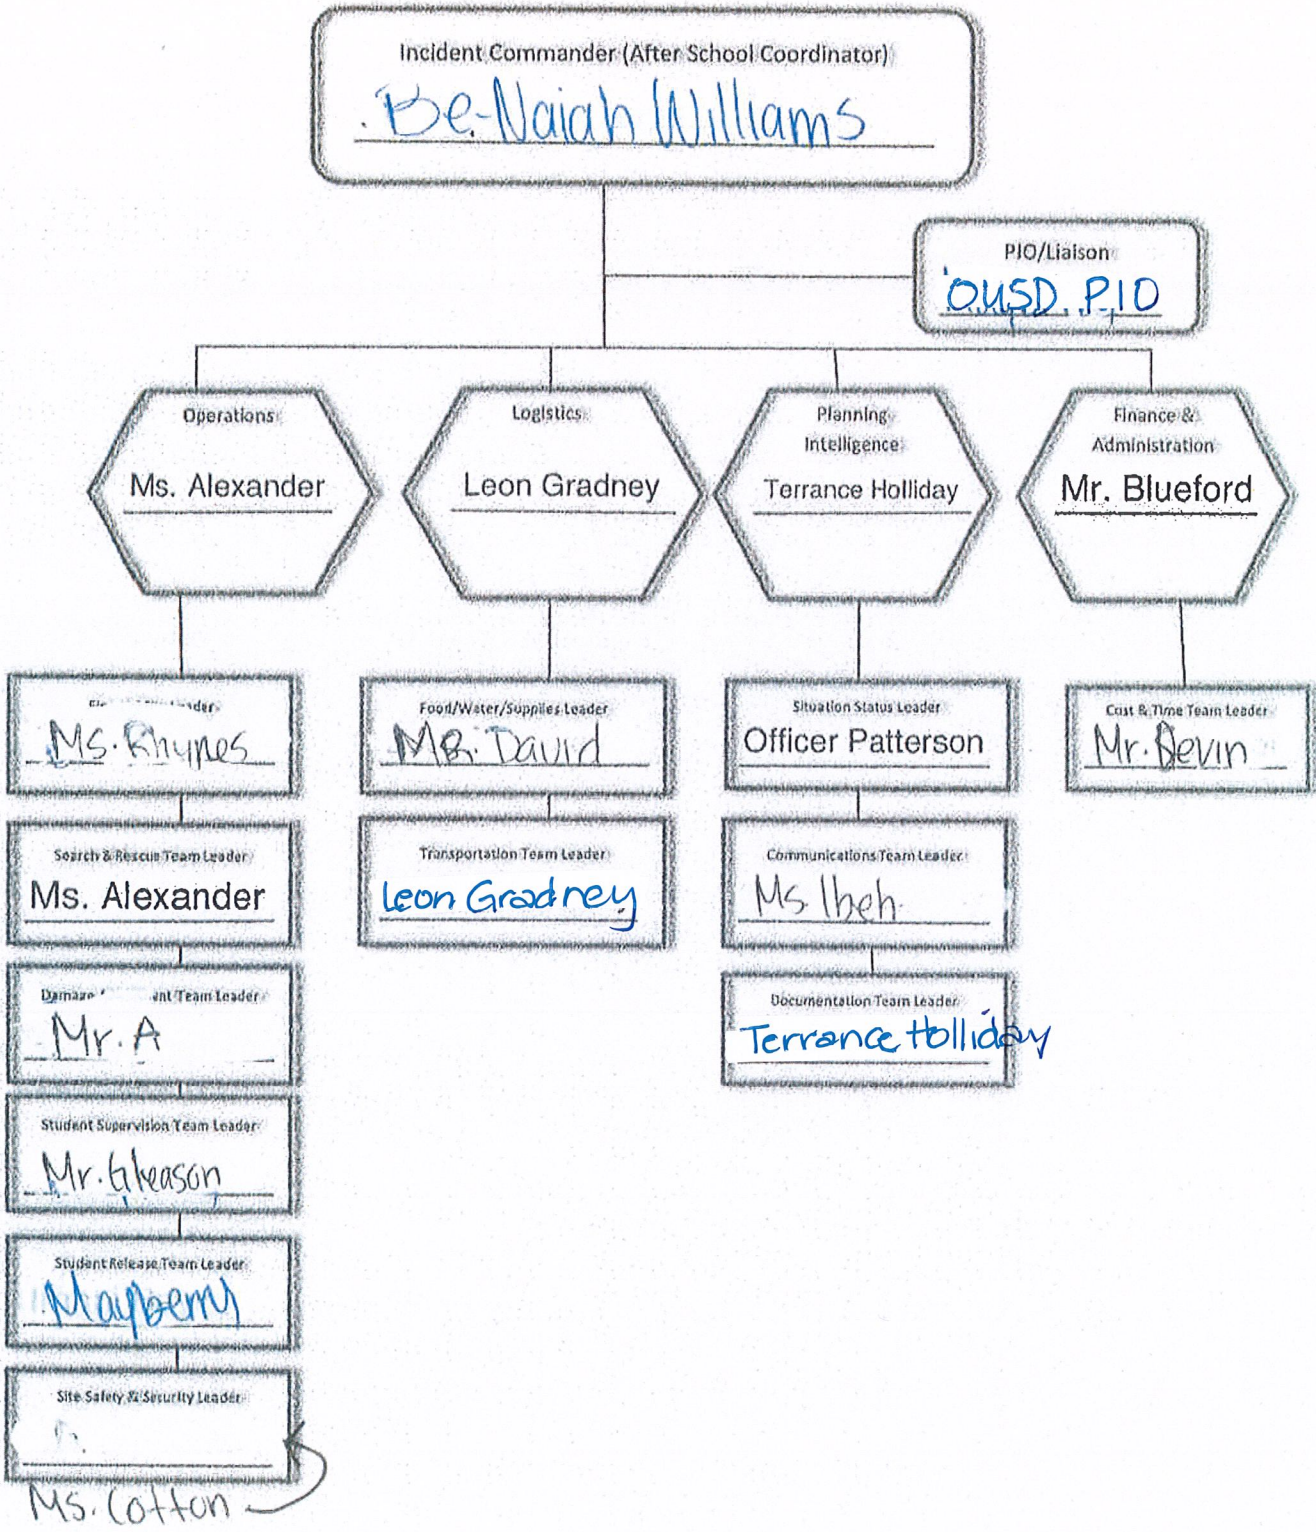 Incident Commander (After School Coordinator)
Be-Naiah Williams
PIO/Liaison
OUSD PIO
Operations
Ms. Alexander
Logistics
Leon Gradney
Planning
Intelligence
Terrance Holliday
Finance &
Administration
Mr. Blueford
Ms. Rhynes
Search & Rescue Team Leader
Ms. Alexander
Damage Team Leader
Mr. A
Student Supervision Team Leader
Mr. Gleason
Student Release Team Leader
Mayberry
Site Safety & Security Leader
Ms. Cotton
Food/Water/Supplies Leader
MR. David
Transportation Team Leader
Leon Gradney
Situation Status Leader
Officer Patterson
Communications Team Leader
Ms. Ibeh
Documentation Team Leader
Terrance Holliday
Cost & Time Team Leader
Mr. Devin